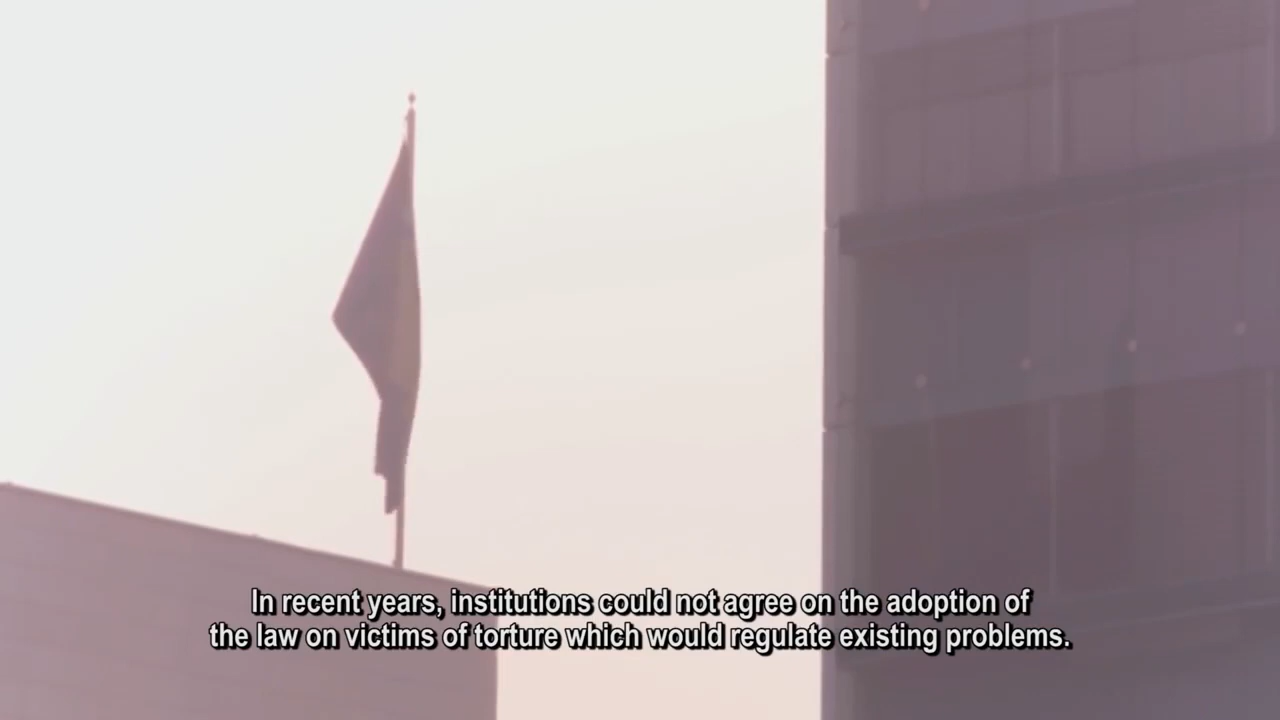 In recent years, institutions could not agree on the adoption of
the law on victims of torture which would regulate existing problems.